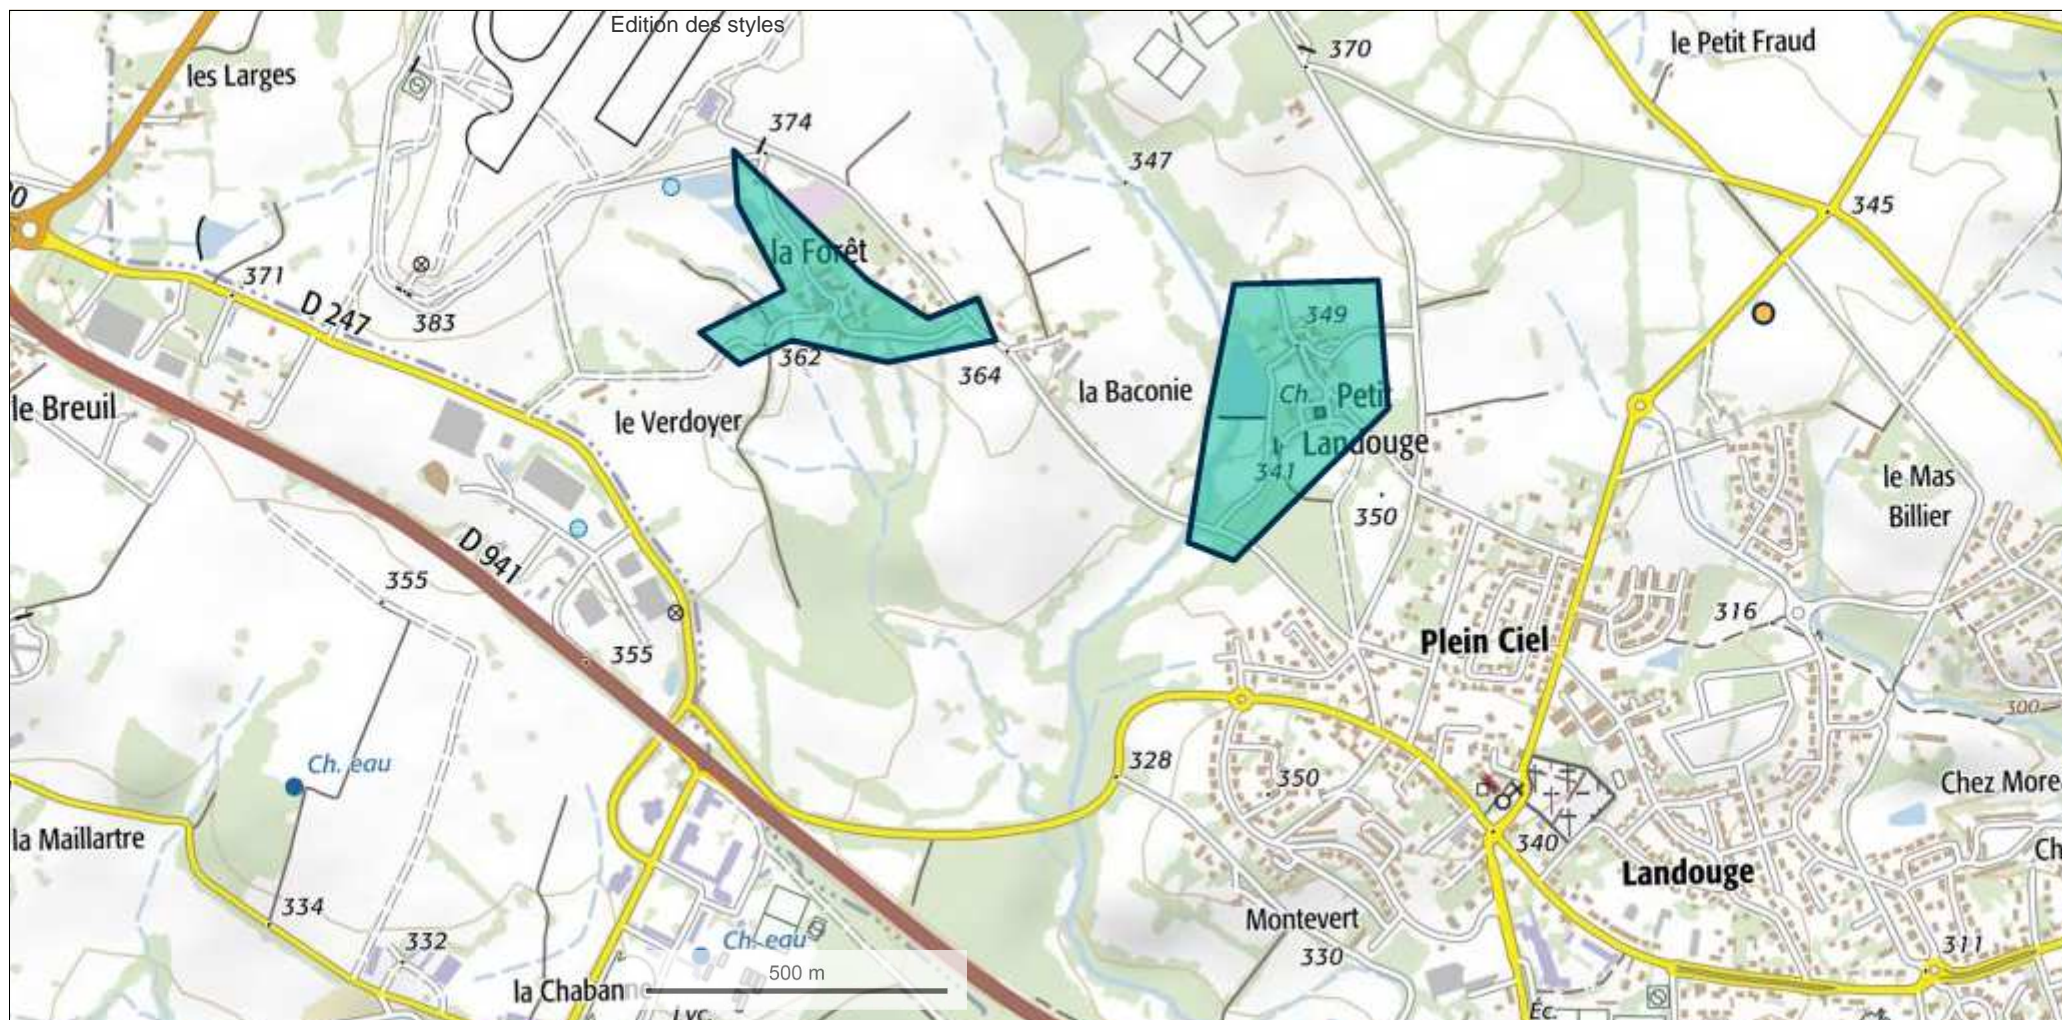 Edition des styles
les Larges
370
le Petit Fraud
374
347
345
la Forêt
371
D 247
383
349
362
364
la Baconie
Ch.
Petit
Landouge
le Breuil
le Verdoyer
341
350
le Mas
Billier
D 941
355
355
316
Plein Ciel
300
Ch. eau
328
350
Chez More
la Maillartre
340
Landouge
334
332
Ch. eau
Montevert
330
311
500 m
la Chabanne
Lyc.
Ec.
Ch